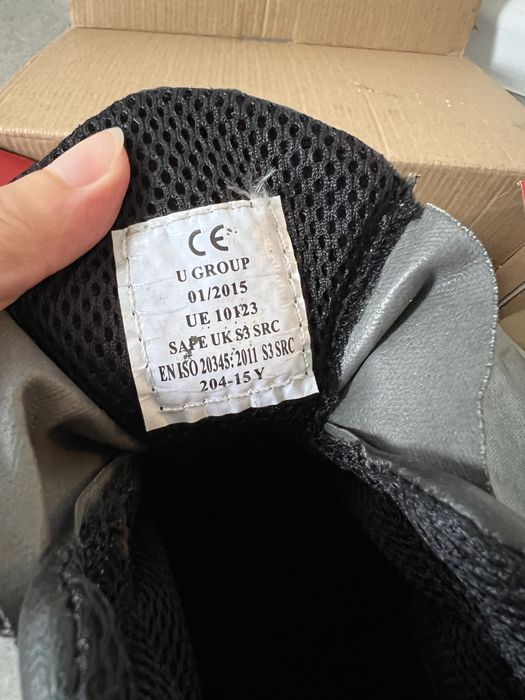 CE
U GROUP
01/2015
UE 10123
SAFE UK S3 SRC
EN ISO 20345: 2011 S3 SRC
204-15 Y